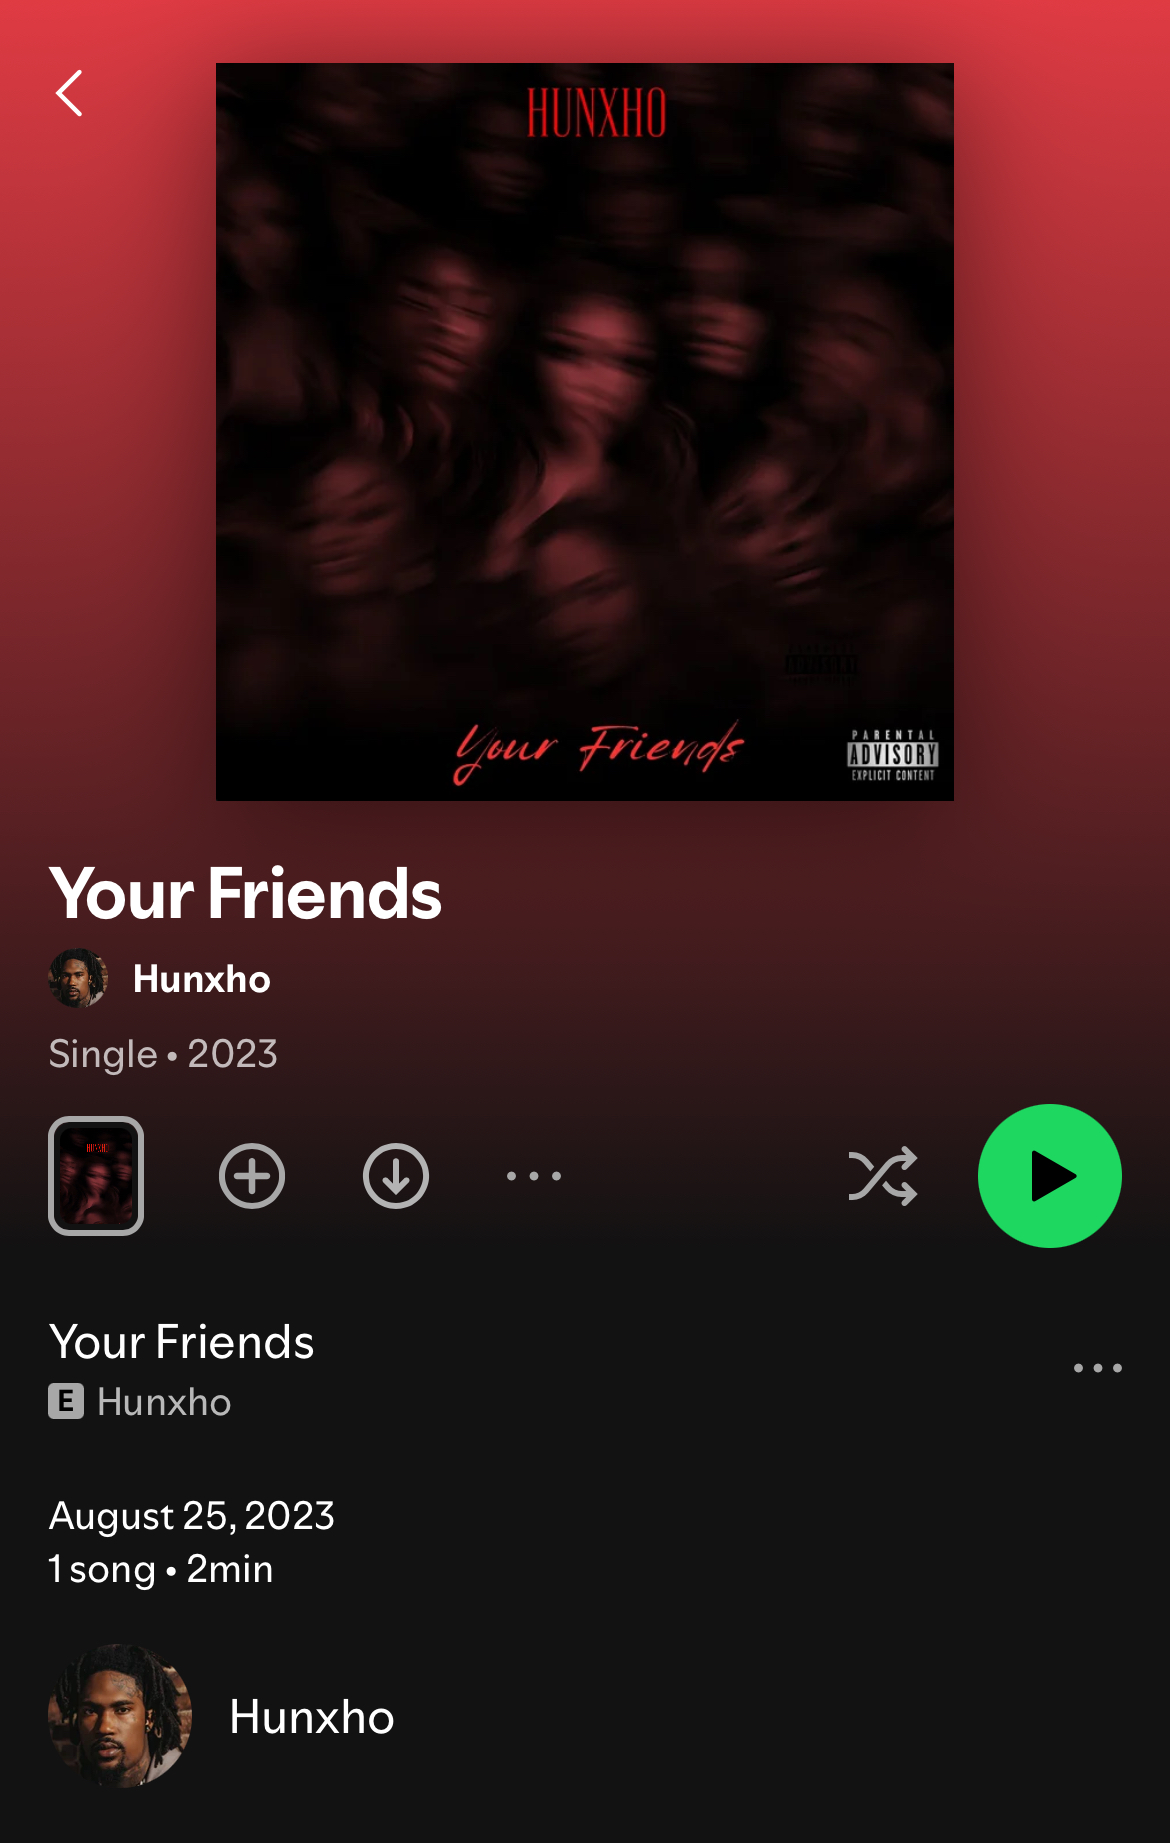 HUNXHO
Your Friends
PARENTAL
ADVISORY
EXPLICIT CONTENT
Your Friends
Hunxho
Single • 2023
HUNXHO
Your Friends
E Hunxho
August 25, 2023
1 song • 2min
Hunxho